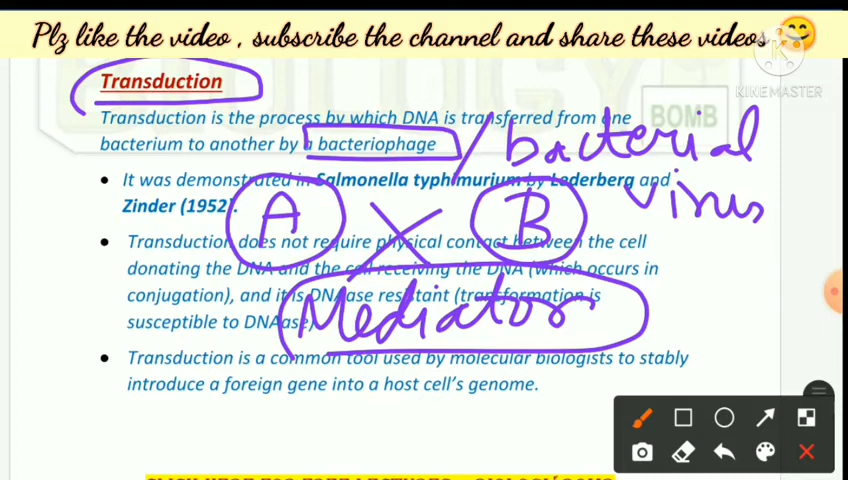 Plz like the video , subscribe the channel and share these videos
KINEMASTER
BOMB
Transduction
Transduction is the process by which DNA is transferred from one
bacterium to another by a bacteriophage
/ bacterial
virus
• It was demonstrated in Salmonella typhimurium by Lederberg and
Zinder (1952).
A B
• Transduction does not require physical contact between the cell
donating the DNA and the cell receiving the DNA (which occurs in
conjugation), and it is DNAase resistant (transformation is
susceptible to DNAase)
Mediator
• Transduction is a common tool used by molecular biologists to stably
introduce a foreign gene into a host cell's genome.